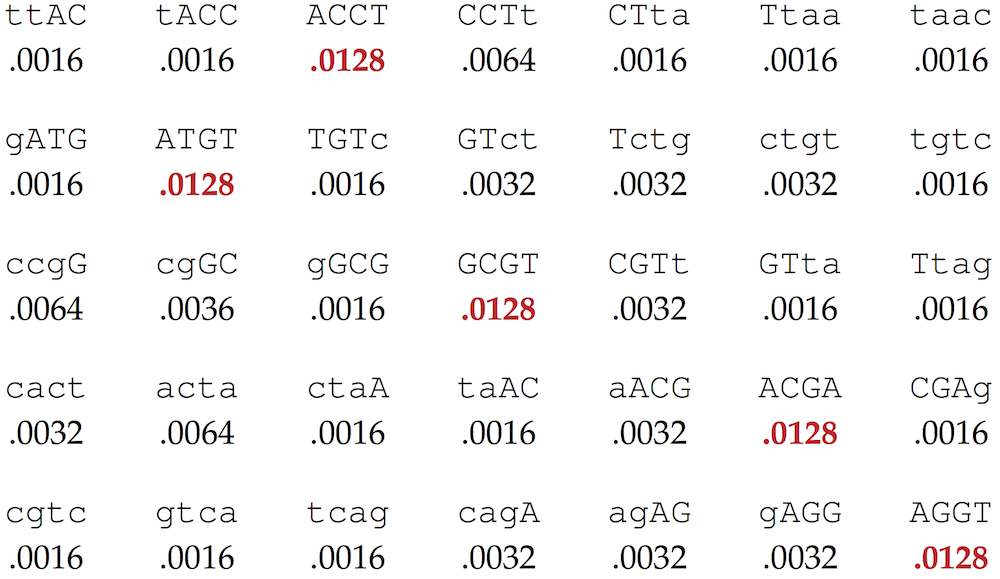 ttAC tACC ACCT CCTt CTta Ttaa taac
.0016 .0016 .0128 .0064 .0016 .0016 .0016
gATG ATGT TGTc GTct Tctg ctgt tgtc
.0016 .0128 .0016 .0032 .0032 .0032 .0016
ccgG cgGC gGCG GCGT CGTt GTta Ttag
.0064 .0036 .0016 .0128 .0032 .0016 .0016
cact acta ctaA taAC aACG ACGA CGAg
.0032 .0064 .0016 .0016 .0032 .0128 .0016
cgtc gtca tcag cagA agAG gAGG AGGT
.0016 .0016 .0016 .0032 .0032 .0032 .0128